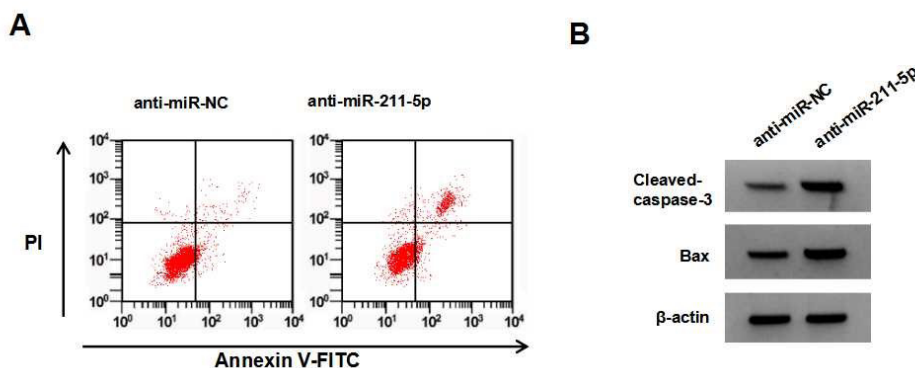 A
anti-miR-NC
anti-miR-211-5p
10⁴
10³
10²
10¹
10⁰
10⁰ 10¹ 10² 10³ 10⁴
10⁴
10³
10²
10¹
10⁰
10⁰ 10¹ 10² 10³ 10⁴
PI
Annexin V-FITC
B
anti-miR-NC
anti-miR-211-5p
Cleaved-
caspase-3
Bax
β-actin